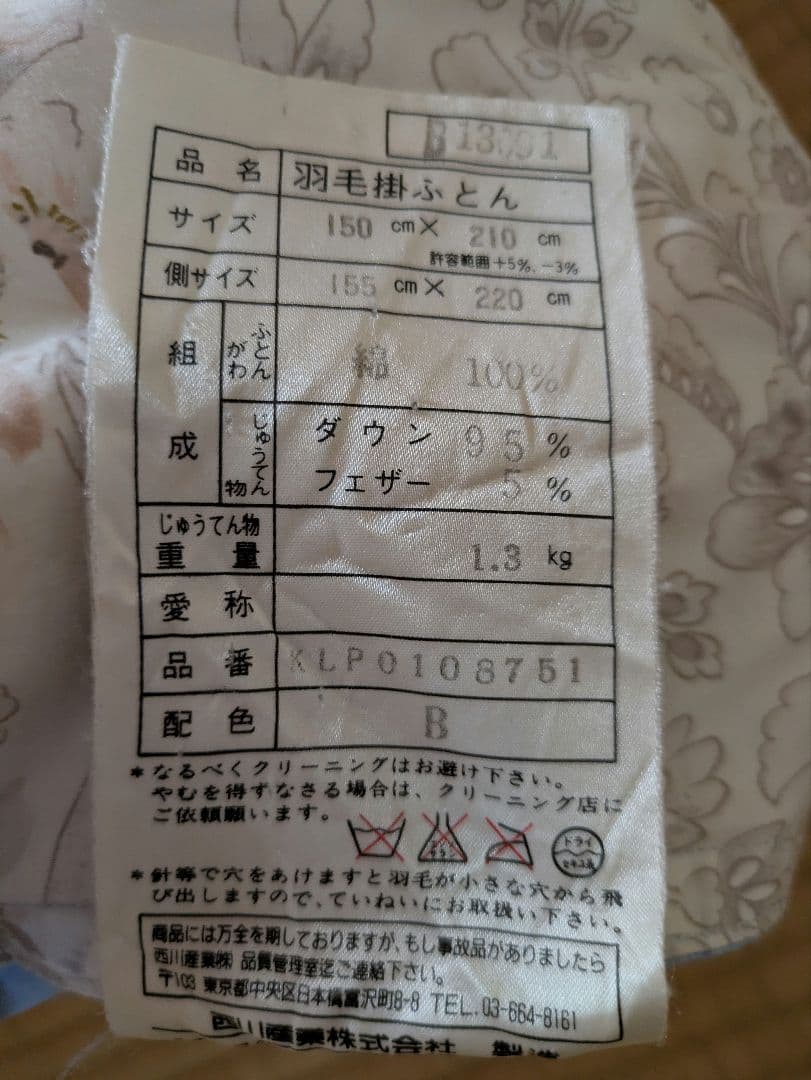 品名 羽毛掛ふとん
サイズ 150 cm× 210 cm
許容範囲+5%, -3%
側サイズ 155 cm× 220 cm
組成 ふとんがわ 綿 100%
じゅうてん物 ダウン 95 %
フェザー 5 %
じゅうてん物重量 1.3 kg
愛称
品番 KLP0108751
配色 B
*なるべくクリーニングはお避け下さい。
やむを得ずなさる場合は、クリーニング店に
ご依頼願います。
ドライ
*針等で穴をあけますと羽毛が小さな穴から飛
び出しますので、ていねいにお取扱い下さい。
商品には万全を期しておりますが、もし事故品がありましたら
西川産業㈱ 品質管理室迄ご連絡下さい。
〒103 東京都中央区日本橋富沢町8-8 TEL.03-664-8161
西川産業株式会社 製造